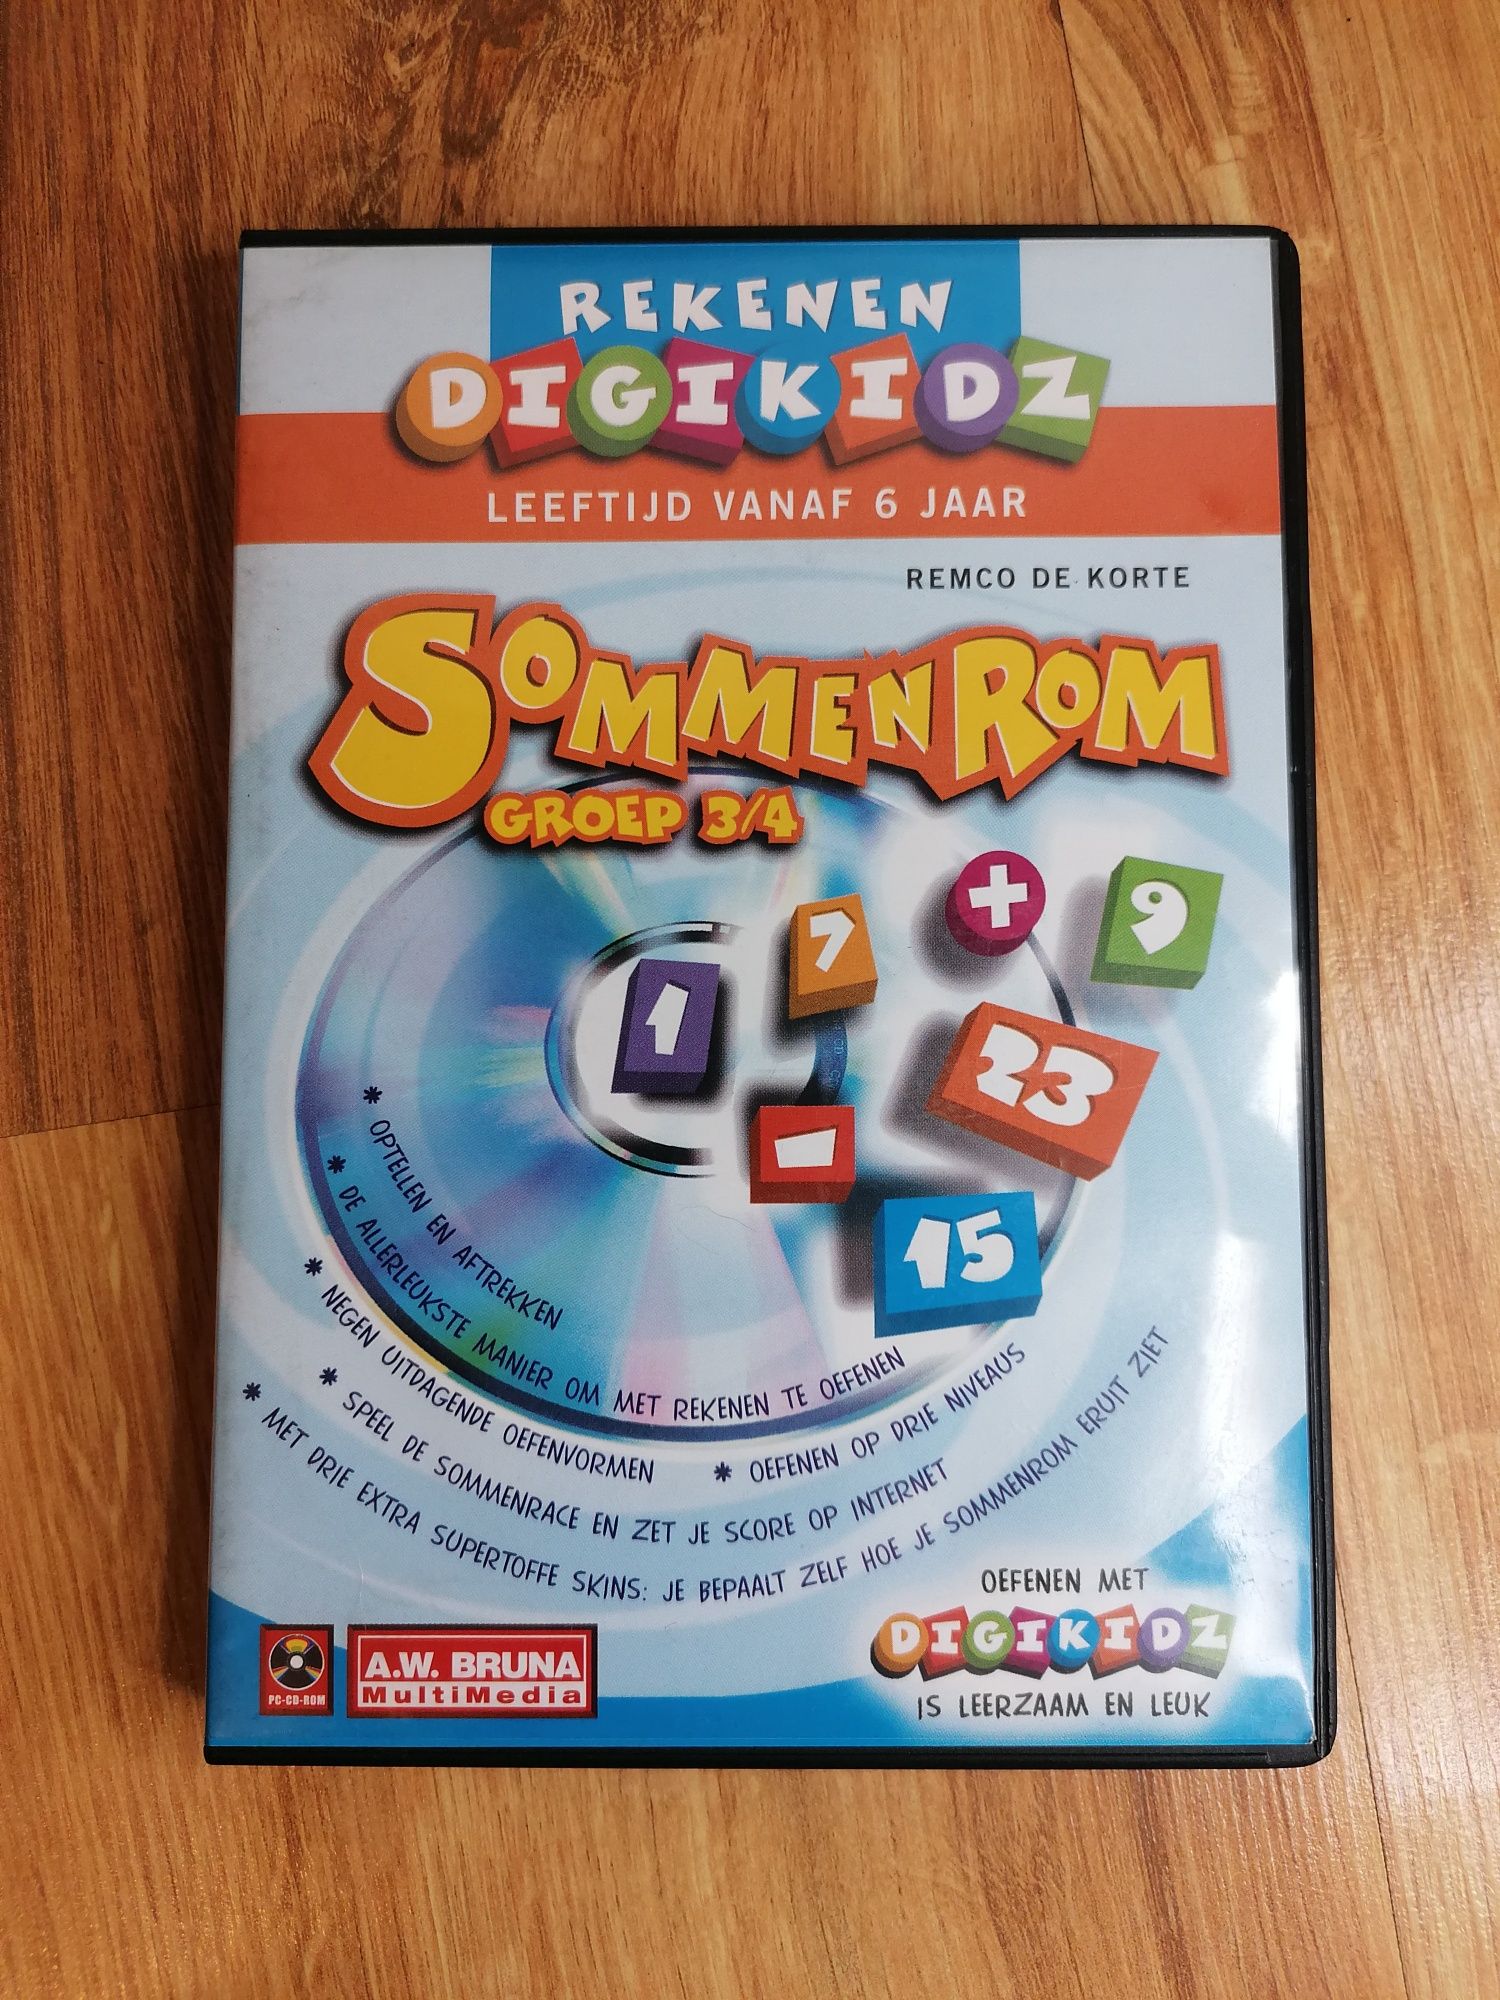 REKENEN
DIGIKIDZ
LEEFTIJD VANAF 6 JAAR
REMCO DE KORTE
SOMMENROM
GROEP 3/4
7
+
9
1
23
-
15
* OPTELLEN EN AFTREKKEN
* DE ALLERLEUKSTE MANIER OM MET REKENEN TE OEFENEN
* NEGEN UITDAGENDE OEFENVORMEN * OEFENEN OP DRIE NIVEAUS
* SPEEL DE SOMMENRACE EN ZET JE SCORE OP INTERNET
* MET DRIE EXTRA SUPERTOFFE SKINS: JE BEPAALT ZELF HOE JE SOMMENROM ERUIT ZIET
OEFENEN MET
DIGIKIDZ
IS LEERZAAM EN LEUK
PC-CD-ROM
A.W. BRUNA
MultiMedia